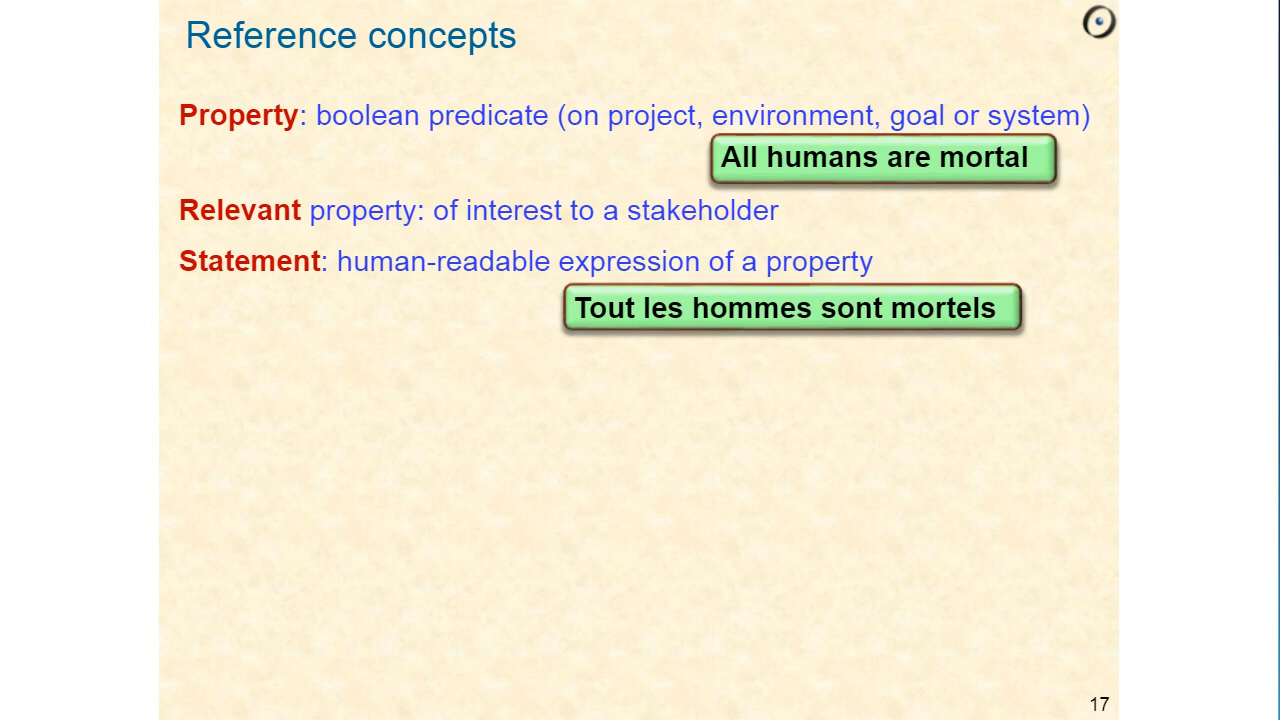 Reference concepts
Property: boolean predicate (on project, environment, goal or system)
All humans are mortal
Relevant property: of interest to a stakeholder
Statement: human-readable expression of a property
Tout les hommes sont mortels
17